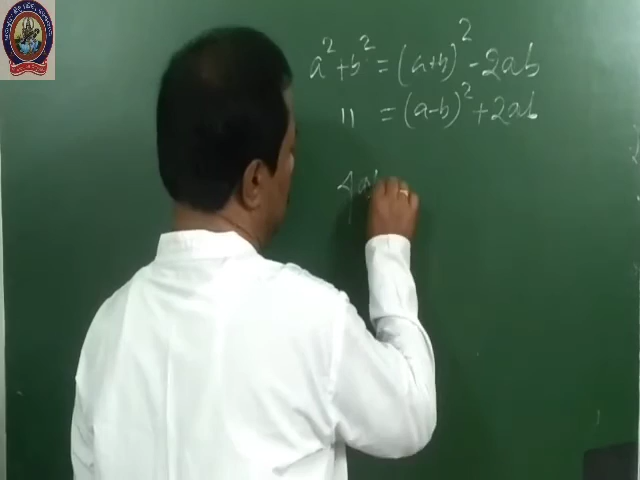 a² + b² = (a+b)² - 2ab
" = (a-b)² + 2ab
4ab